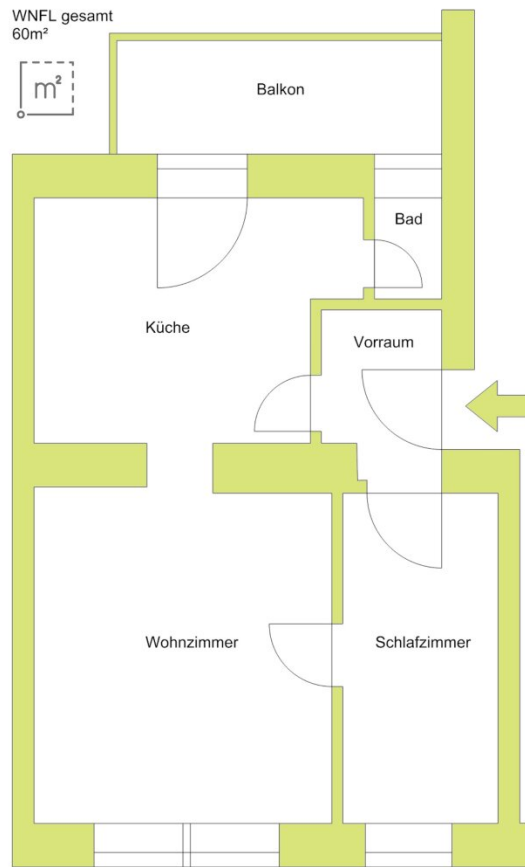 WNFL gesamt
60m²
m²
Balkon
Bad
Küche
Vorraum
Wohnzimmer
Schlafzimmer